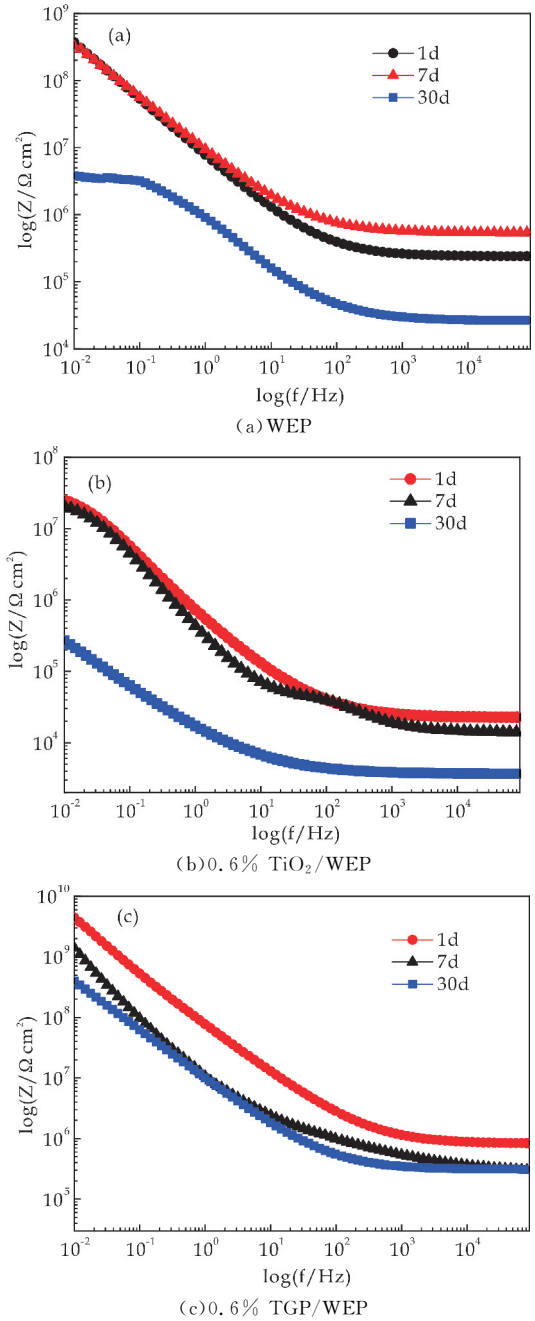 10⁹
(a)
1d
7d
30d
10⁸
10⁷
10⁶
10⁵
10⁴
log(Z/Ω cm²)
10⁻² 10⁻¹ 10⁰ 10¹ 10² 10³ 10⁴
log(f/Hz)
(a)WEP
10⁸
(b)
1d
7d
30d
10⁷
10⁶
10⁵
10⁴
log(Z/Ω cm²)
10⁻² 10⁻¹ 10⁰ 10¹ 10² 10³ 10⁴
log(f/Hz)
(b)0.6% TiO₂/WEP
10¹⁰
(c)
1d
7d
30d
10⁹
10⁸
10⁷
10⁶
10⁵
log(Z/Ω cm²)
10⁻² 10⁻¹ 10⁰ 10¹ 10² 10³ 10⁴
log(f/Hz)
(c)0.6% TGP/WEP